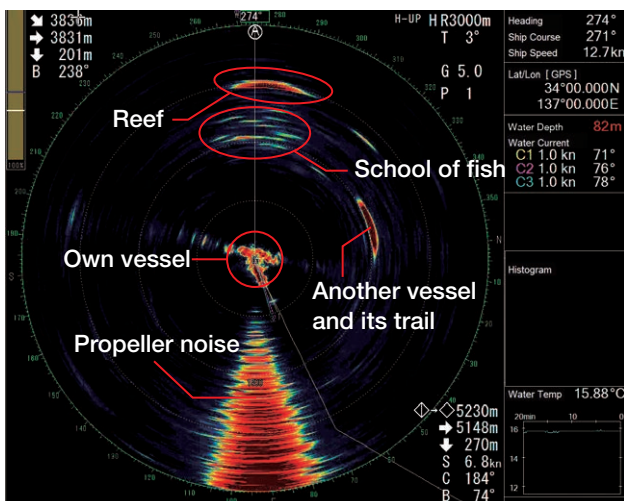 3836m
3831m
201m
B 238°
274°
H-UP
H R3000m
T 3°
G 5.0
P 1
Heading 274°
Ship Course 271°
Ship Speed 12.7kn
Lat/Lon [ GPS ]
34°00.000N
137°00.000E
Water Depth 82m
Water Current
C1 1.0 kn 71°
C2 1.0 kn 76°
C3 1.0 kn 78°
Reef
School of fish
Own vessel
Another vessel
and its trail
Propeller noise
Histogram
100%
Water Temp 15.88°C
20min 10 0
16
14
12
5230m
5148m
270m
S 6.8kn
C 184°
B 74°